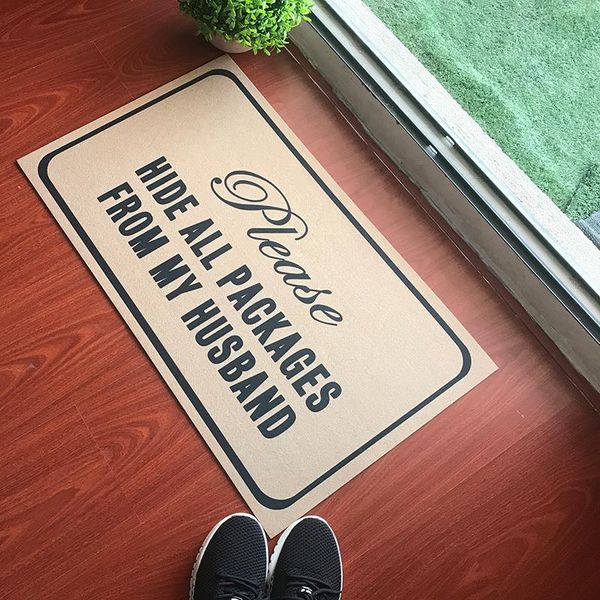 Please
HIDE ALL PACKAGES
FROM MY HUSBAND